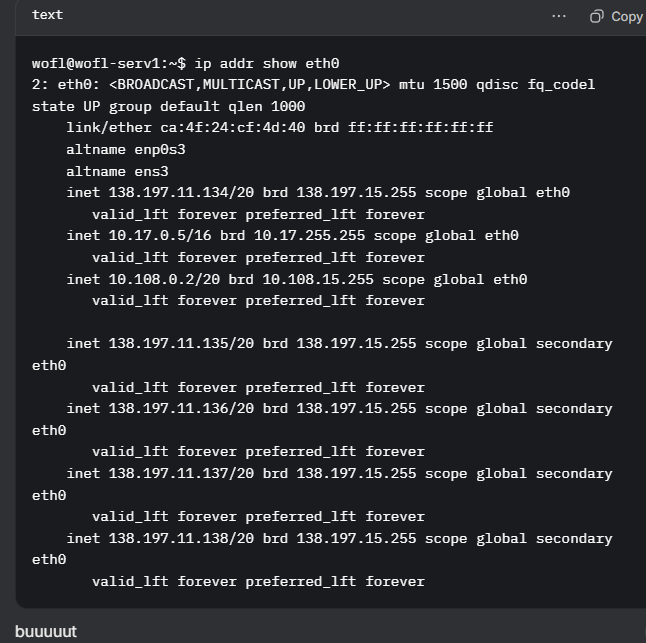 text
... Copy
wofl@wofl-serv1:~$ ip addr show eth0
2: eth0: <BROADCAST,MULTICAST,UP,LOWER_UP> mtu 1500 qdisc fq_codel
state UP group default qlen 1000
    link/ether ca:4f:24:cf:4d:40 brd ff:ff:ff:ff:ff:ff
    altname enp0s3
    altname ens3
    inet 138.197.11.134/20 brd 138.197.15.255 scope global eth0
       valid_lft forever preferred_lft forever
    inet 10.17.0.5/16 brd 10.17.255.255 scope global eth0
       valid_lft forever preferred_lft forever
    inet 10.108.0.2/20 brd 10.108.15.255 scope global eth0
       valid_lft forever preferred_lft forever

    inet 138.197.11.135/20 brd 138.197.15.255 scope global secondary
eth0
       valid_lft forever preferred_lft forever
    inet 138.197.11.136/20 brd 138.197.15.255 scope global secondary
eth0
       valid_lft forever preferred_lft forever
    inet 138.197.11.137/20 brd 138.197.15.255 scope global secondary
eth0
       valid_lft forever preferred_lft forever
    inet 138.197.11.138/20 brd 138.197.15.255 scope global secondary
eth0
       valid_lft forever preferred_lft forever
buuuuut